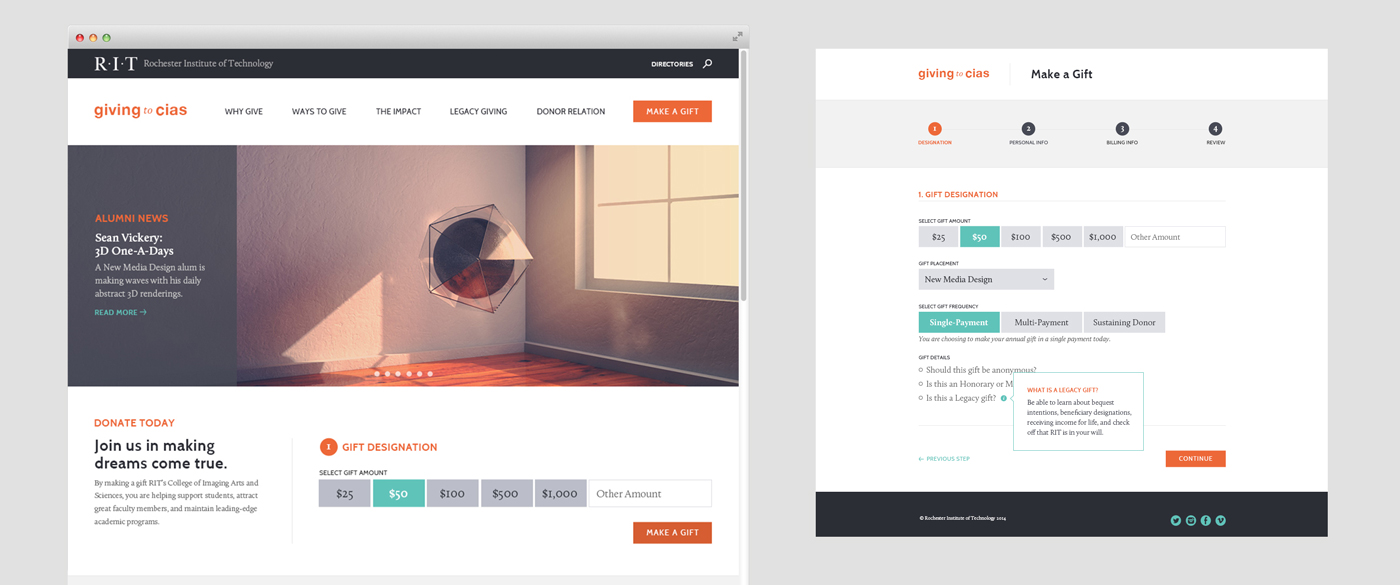 R·I·T Rochester Institute of Technology
DIRECTORIES
giving to cias
WHY GIVE
WAYS TO GIVE
THE IMPACT
LEGACY GIVING
DONOR RELATION
MAKE A GIFT
ALUMNI NEWS
Sean Vickery:
3D One-A-Days
A New Media Design alum is
making waves with his daily
abstract 3D renderings.
READ MORE →
DONATE TODAY
Join us in making
dreams come true.
By making a gift RIT's College of Imaging Arts and
Sciences, you are helping support students, attract
great faculty members, and maintain leading-edge
academic programs.
1 GIFT DESIGNATION
SELECT GIFT AMOUNT
$25
$50
$100
$500
$1,000
Other Amount
MAKE A GIFT
giving to cias
Make a Gift
1
2
3
4
DESIGNATION
PERSONAL INFO
BILLING INFO
REVIEW
1. GIFT DESIGNATION
SELECT GIFT AMOUNT
$25
$50
$100
$500
$1,000
Other Amount
GIFT PLACEMENT
New Media Design
SELECT GIFT FREQUENCY
Single-Payment
Multi-Payment
Sustaining Donor
You are choosing to make your annual gift in a single payment today.
GIFT DETAILS
Should this gift be anonymous?
Is this an Honorary or M
Is this a Legacy gift?
WHAT IS A LEGACY GIFT?
Be able to learn about bequest
intentions, beneficiary designations,
receiving income for life, and check
off that RIT is in your will.
← PREVIOUS STEP
CONTINUE
© Rochester Institute of Technology 2014